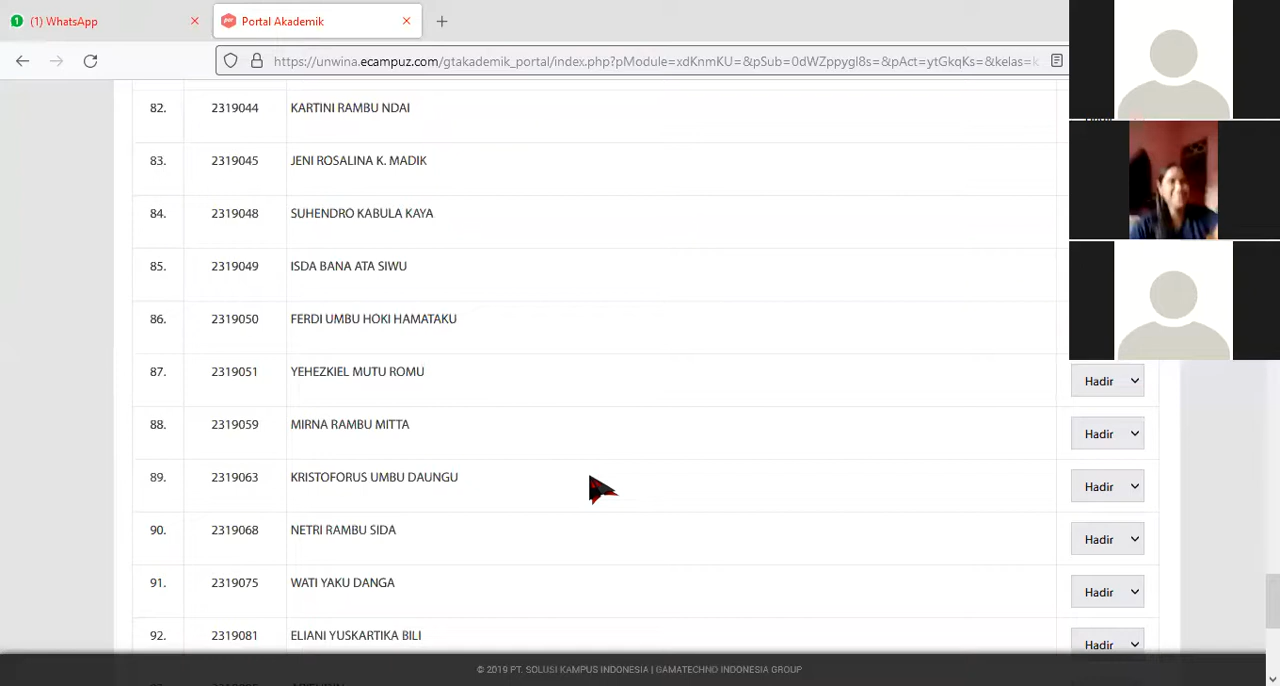 (1) WhatsApp
Portal Akademik
https://unwinecampuz.com/gtakademik_portal/index.php?pModule=xdKnmKU=&pSub=0dWZppygl8s=&pAct=ytGkqKs=&kelas=k
82. 2319044 KARTINI RAMBU NDAI
83. 2319045 JENI ROSALINA K. MADIK
84. 2319048 SUHENDRO KABULA KAYA
85. 2319049 ISDA BANA ATA SIWU
86. 2319050 FERDI UMBU HOKI HAMATAKU
87. 2319051 YEHEZKIEL MUTU ROMU Hadir
88. 2319059 MIRNA RAMBU MITTA Hadir
89. 2319063 KRISTOFORUS UMBU DAUNGU Hadir
90. 2319068 NETRI RAMBU SIDA Hadir
91. 2319075 WATI YAKU DANGA Hadir
92. 2319081 ELIANI YUSKARTIKA BILI Hadir
© 2019 PT. SOLUSI KAMPUS INDONESIA | GAMATECHNO INDONESIA GROUP